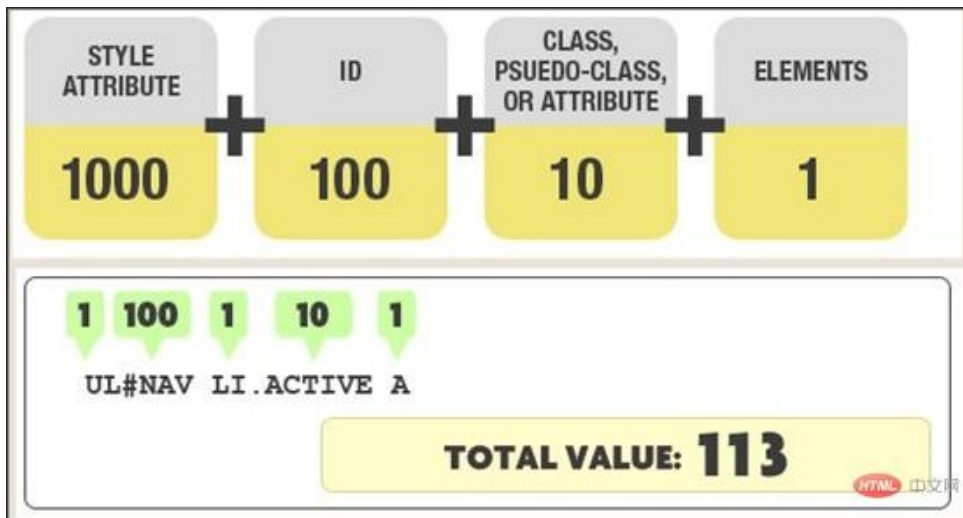 STYLE
ATTRIBUTE
ID
CLASS,
PSUEDO-CLASS,
OR ATTRIBUTE
ELEMENTS
+ + +
1000 100 10 1
1 100 1 10 1
UL#NAV LI.ACTIVE A
TOTAL VALUE: 113
HTML 中文网